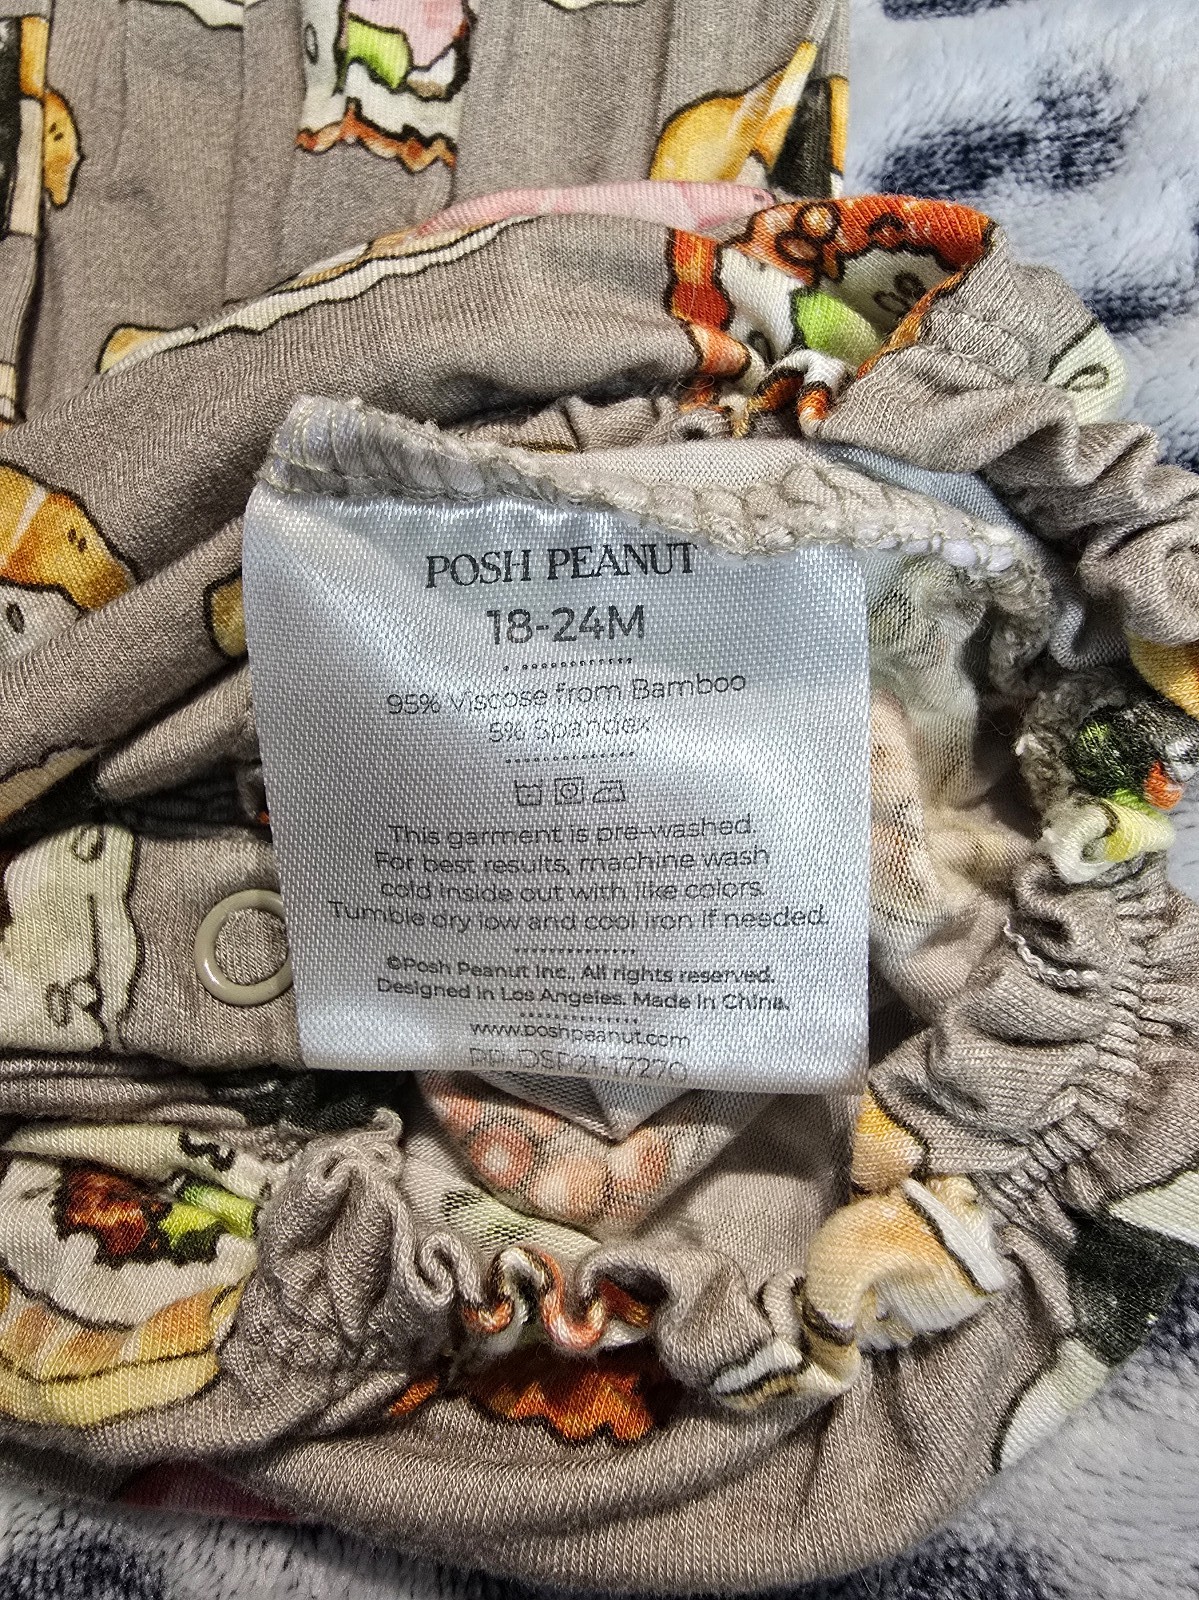 POSH PEANUT
18-24M
95% Viscose from Bamboo
5% Spandex
This garment is pre-washed.
For best results, machine wash
cold inside out with like colors.
Tumble dry low and cool iron if needed.
©Posh Peanut Inc., All rights reserved.
Designed in Los Angeles. Made in China.
www.poshpeanut.com